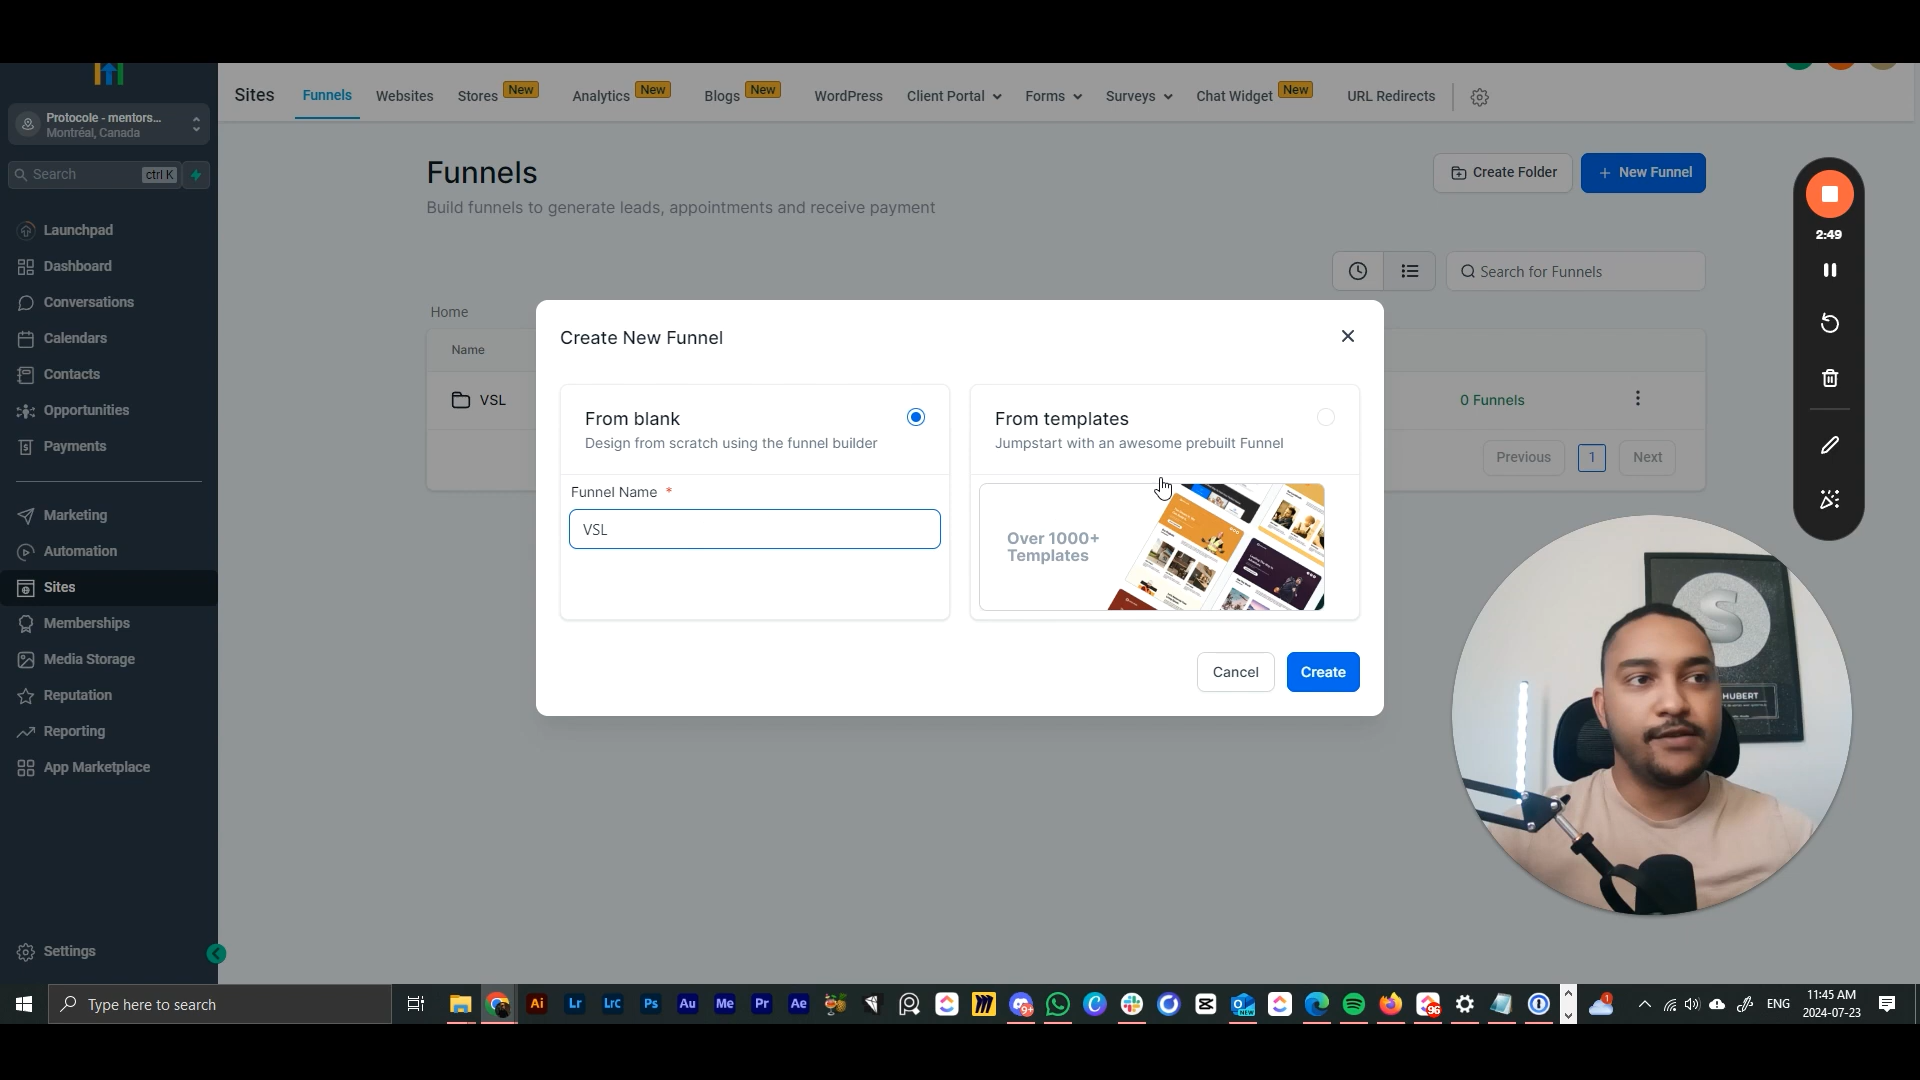 Sites
Funnels
Websites
Stores
New
Analytics
New
Blogs
New
WordPress
Client Portal
Forms
Surveys
Chat Widget
New
URL Redirects
Protocole - mentors...
Montréal, Canada
Search
ctrl K
Launchpad
Dashboard
Conversations
Calendars
Contacts
Opportunities
Payments
Marketing
Automation
Sites
Memberships
Media Storage
Reputation
Reporting
App Marketplace
Settings
Funnels
Build funnels to generate leads, appointments and receive payment
Create Folder
+ New Funnel
Search for Funnels
Home
Name
VSL
0 Funnels
Previous
1
Next
Create New Funnel
From blank
Design from scratch using the funnel builder
Funnel Name *
VSL
From templates
Jumpstart with an awesome prebuilt Funnel
Over 1000+
Templates
Cancel
Create
2:49
S
HUBERT
Type here to search
Ai
Lr
LrC
Ps
Au
Me
Pr
Ae
9+
NEW
96
1
ENG
11:45 AM
2024-07-23